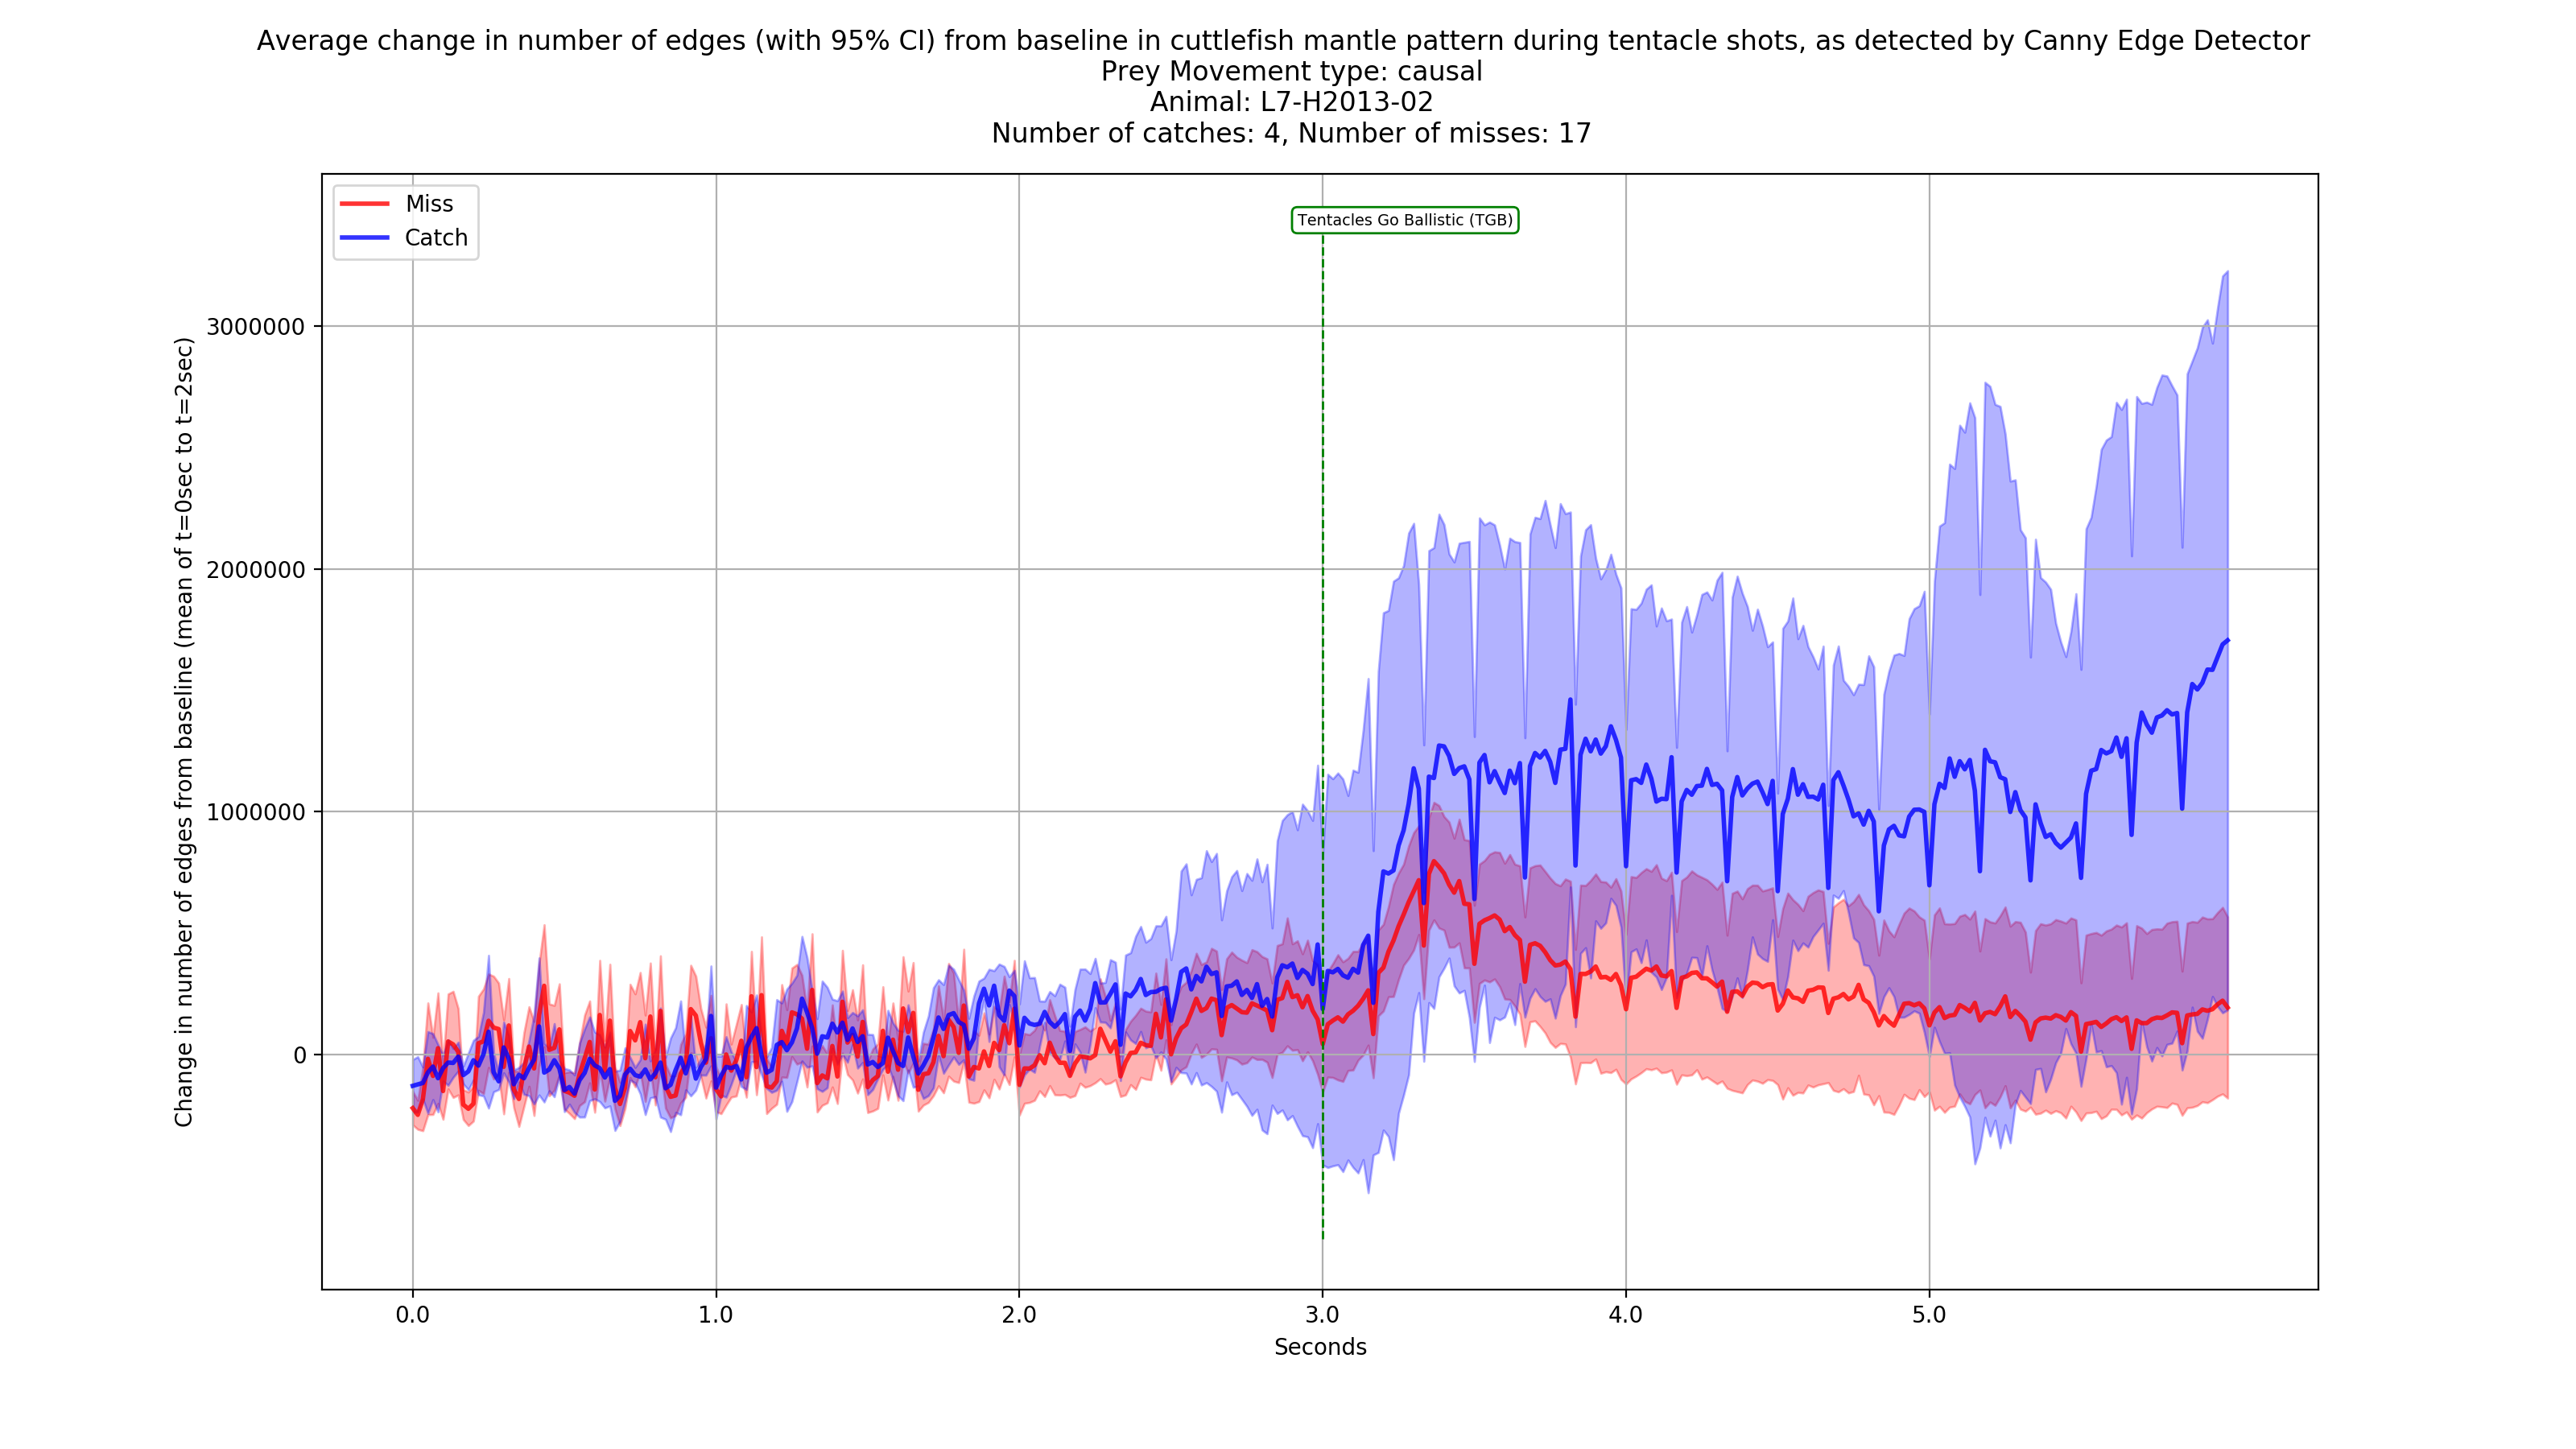 Average change in number of edges (with 95% CI) from baseline in cuttlefish mantle pattern during tentacle shots, as detected by Canny Edge Detector
Prey Movement type: causal
Animal: L7-H2013-02
Number of catches: 4, Number of misses: 17
Miss
Catch
Tentacles Go Ballistic (TGB)
Change in number of edges from baseline (mean of t=0sec to t=2sec)
3000000
2000000
1000000
0
0.0 1.0 2.0 3.0 4.0 5.0
Seconds